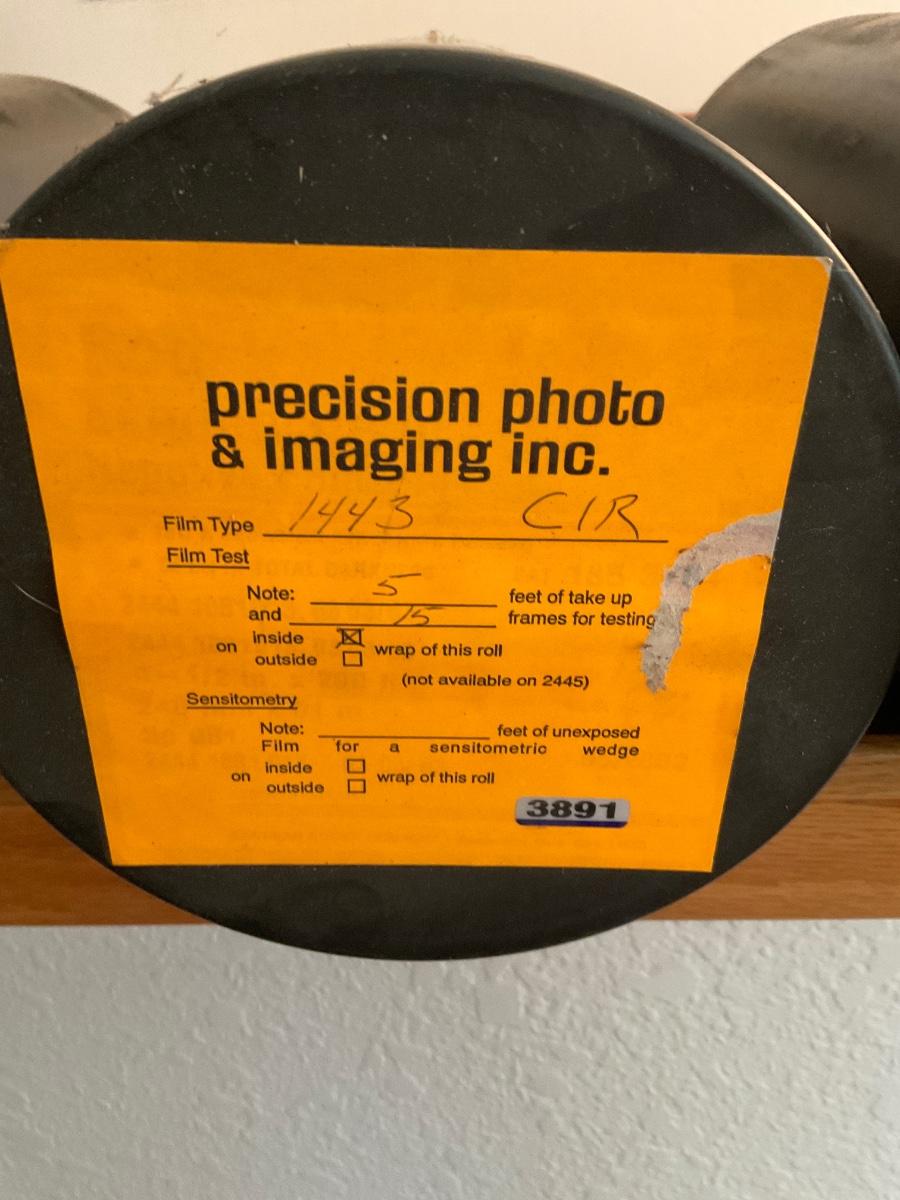 precision photo
& imaging inc.
Film Type 1443 CIR
Film Test
Note: 5 feet of take up
and 15 frames for testing
on inside ☒ wrap of this roll
outside ☐
(not available on 2445)
Sensitometry
Note: ____ feet of unexposed
Film for a sensitometric wedge
on inside ☐ wrap of this roll
outside ☐
3891